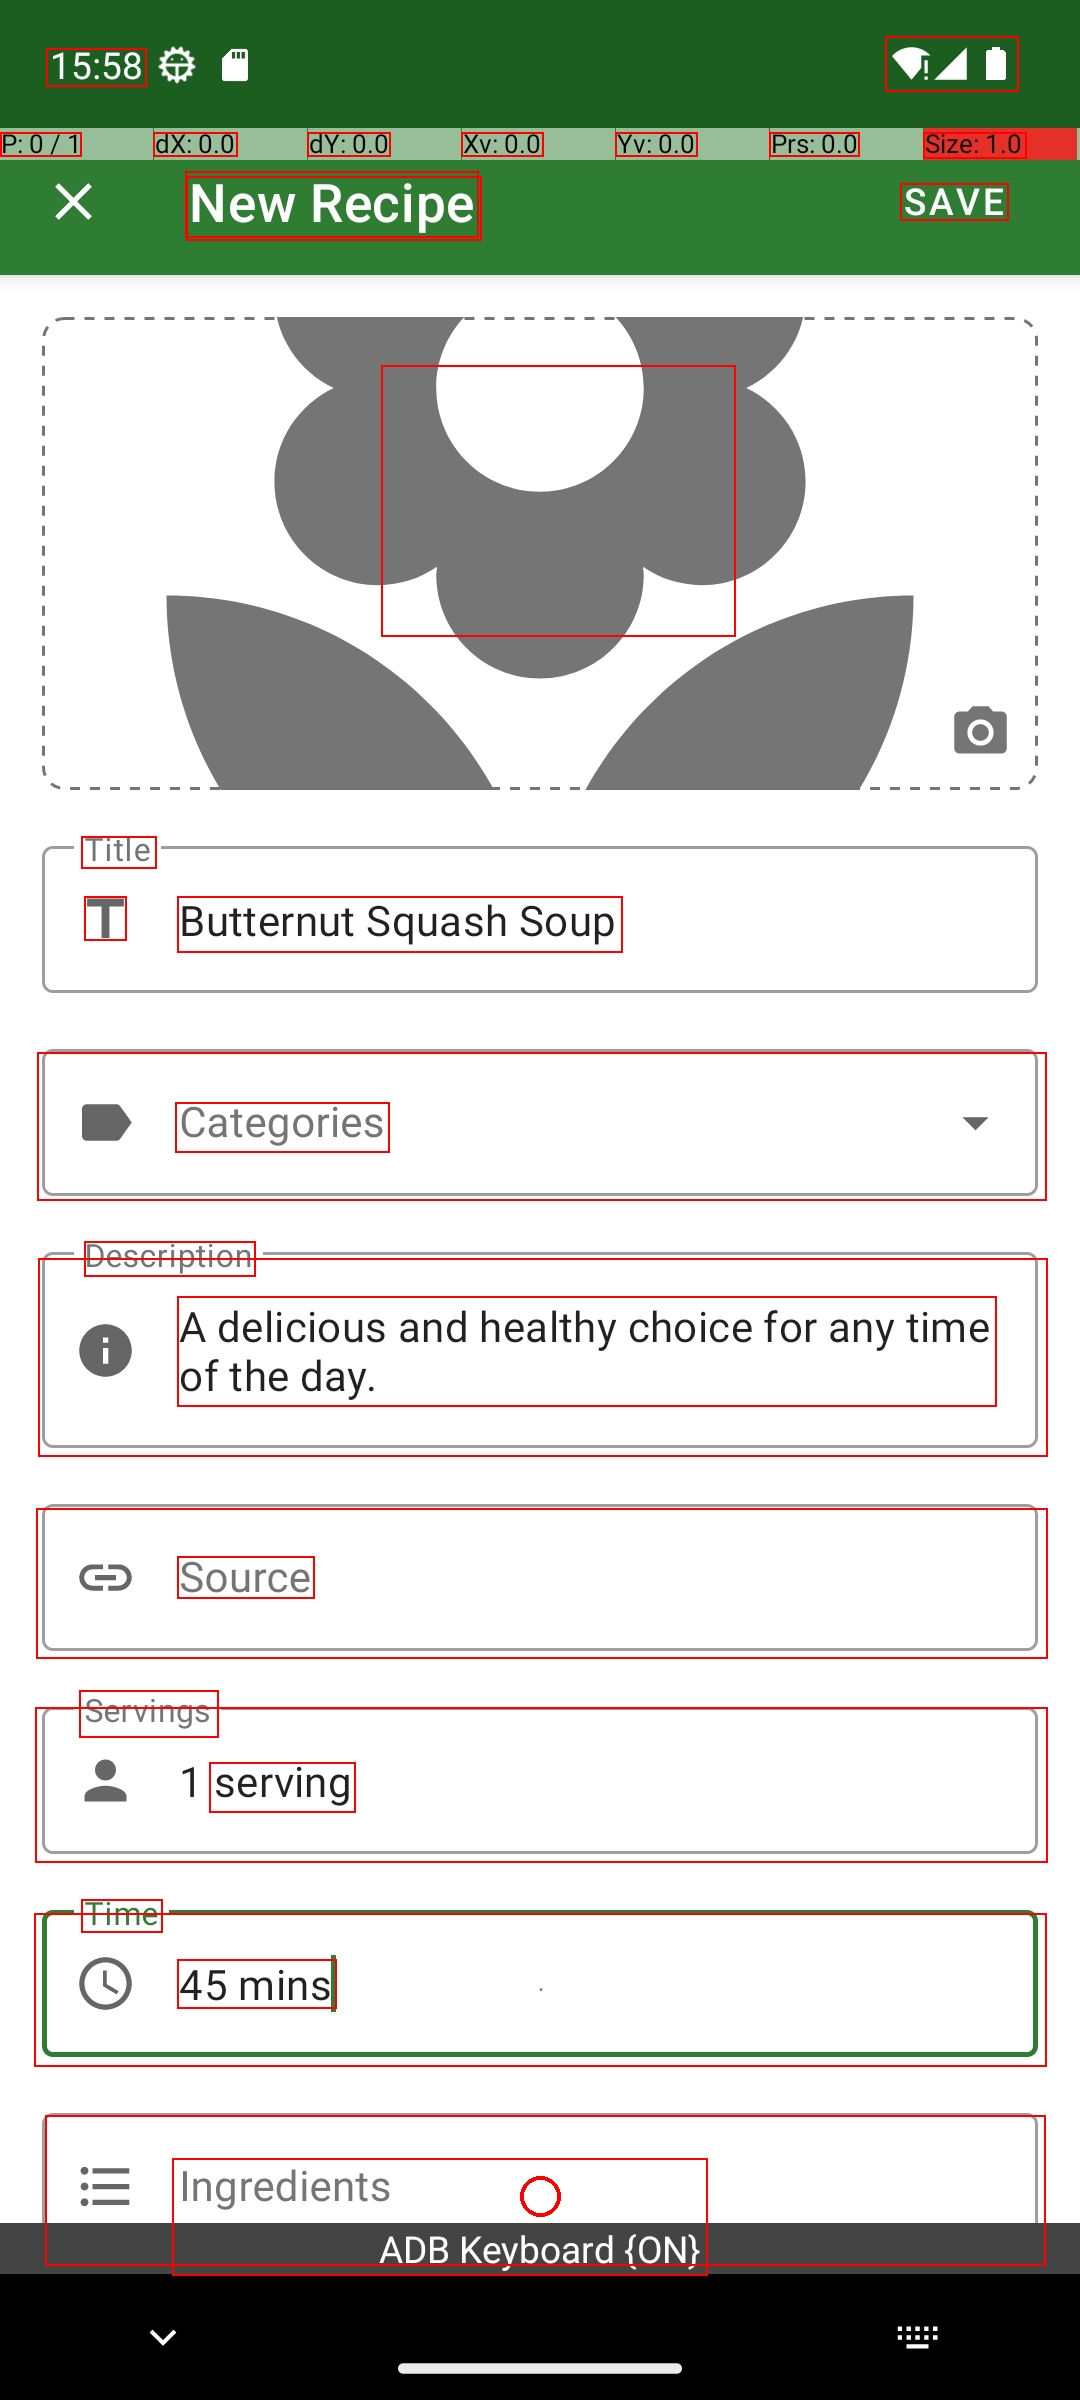 15:58
P: 0 / 1 dX: 0.0 dY: 0.0 Xv: 0.0 Yv: 0.0 Prs: 0.0 Size: 1.0
New Recipe SAVE
Title
Butternut Squash Soup
Categories
Description
A delicious and healthy choice for any time
of the day.
Source
Servings
1 serving
Time
45 mins
Ingredients
ADB Keyboard {ON}